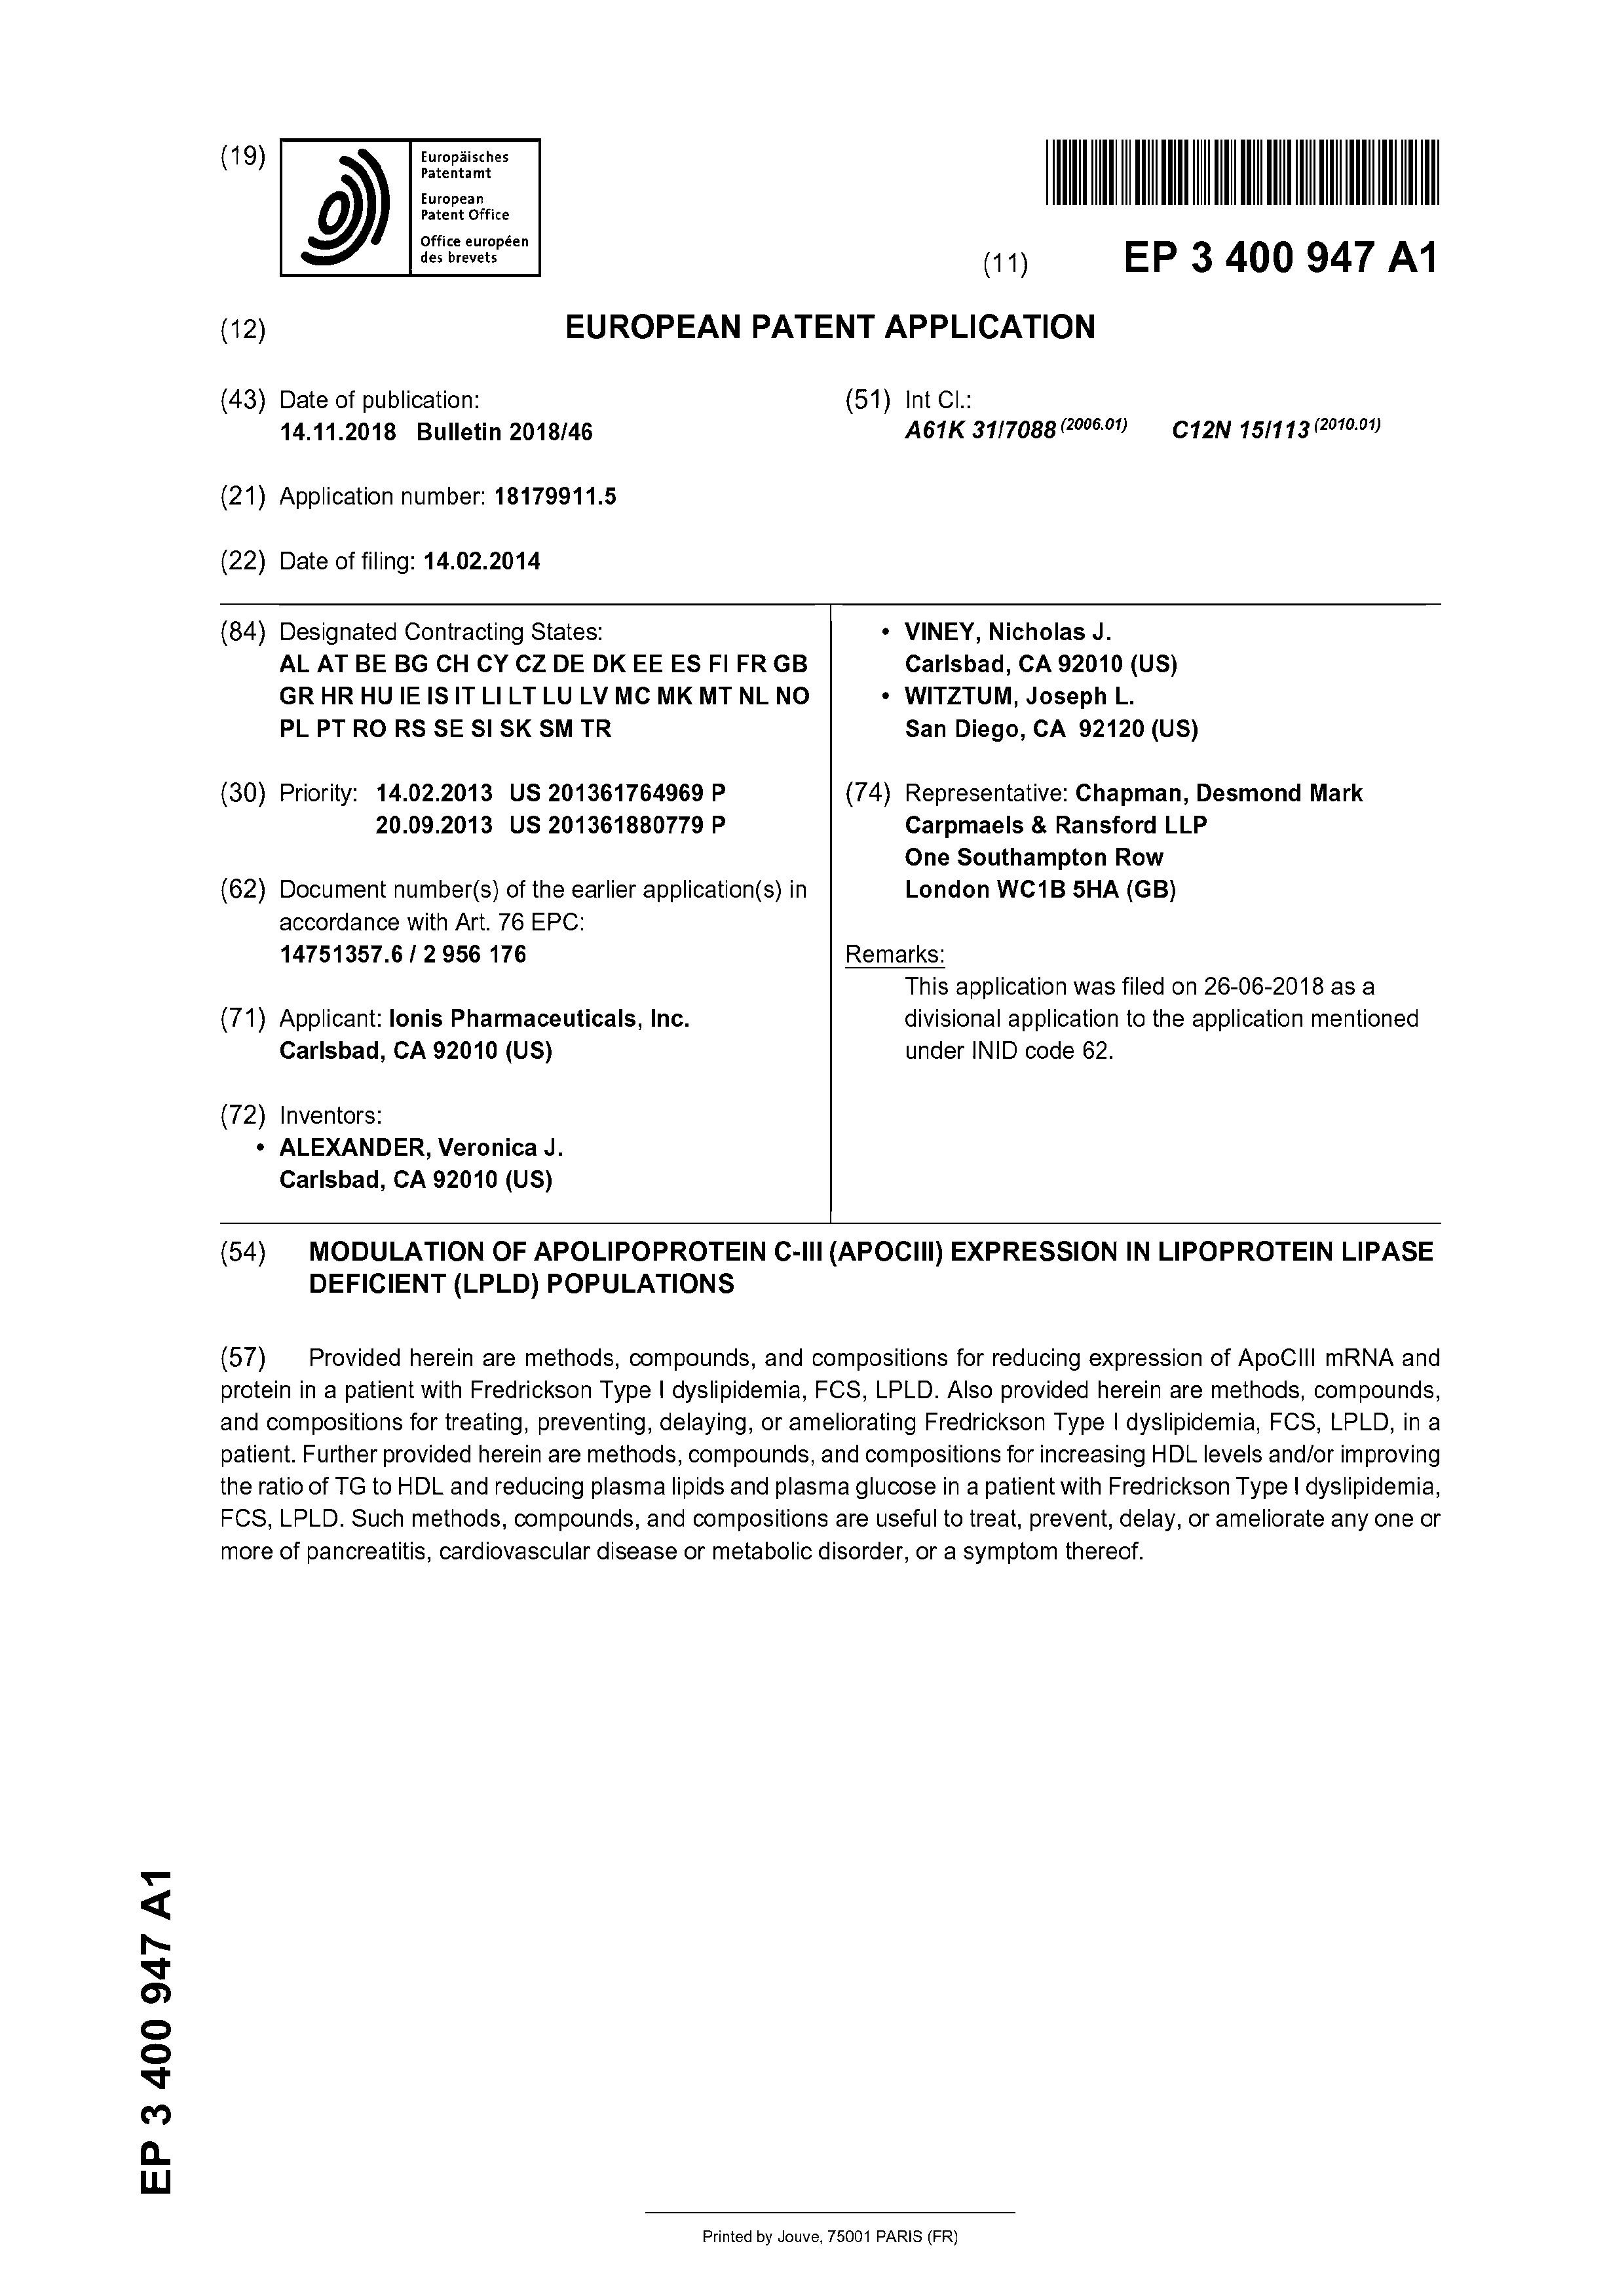 (19)
Europäisches
Patentamt
European
Patent Office
Office européen
des brevets
(11) EP 3 400 947 A1
(12) EUROPEAN PATENT APPLICATION
(43) Date of publication:
14.11.2018 Bulletin 2018/46
(21) Application number: 18179911.5
(22) Date of filing: 14.02.2014
(51) Int Cl.:
A61K 31/7088 (2006.01) C12N 15/113 (2010.01)
(84) Designated Contracting States:
AL AT BE BG CH CY CZ DE DK EE ES FI FR GB
GR HR HU IE IS IT LI LT LU LV MC MK MT NL NO
PL PT RO RS SE SI SK SM TR
(30) Priority: 14.02.2013 US 201361764969 P
20.09.2013 US 201361880779 P
(62) Document number(s) of the earlier application(s) in
accordance with Art. 76 EPC:
14751357.6 / 2 956 176
(71) Applicant: Ionis Pharmaceuticals, Inc.
Carlsbad, CA 92010 (US)
(72) Inventors:
• ALEXANDER, Veronica J.
Carlsbad, CA 92010 (US)
• VINEY, Nicholas J.
Carlsbad, CA 92010 (US)
• WITZTUM, Joseph L.
San Diego, CA 92120 (US)
(74) Representative: Chapman, Desmond Mark
Carpmaels & Ransford LLP
One Southampton Row
London WC1B 5HA (GB)
Remarks:
This application was filed on 26-06-2018 as a
divisional application to the application mentioned
under INID code 62.
(54) MODULATION OF APOLIPOPROTEIN C-III (APOCIII) EXPRESSION IN LIPOPROTEIN LIPASE
DEFICIENT (LPLD) POPULATIONS
(57) Provided herein are methods, compounds, and compositions for reducing expression of ApoCIII mRNA and
protein in a patient with Fredrickson Type I dyslipidemia, FCS, LPLD. Also provided herein are methods, compounds,
and compositions for treating, preventing, delaying, or ameliorating Fredrickson Type I dyslipidemia, FCS, LPLD, in a
patient. Further provided herein are methods, compounds, and compositions for increasing HDL levels and/or improving
the ratio of TG to HDL and reducing plasma lipids and plasma glucose in a patient with Fredrickson Type I dyslipidemia,
FCS, LPLD. Such methods, compounds, and compositions are useful to treat, prevent, delay, or ameliorate any one or
more of pancreatitis, cardiovascular disease or metabolic disorder, or a symptom thereof.
EP 3 400 947 A1
Printed by Jouve, 75001 PARIS (FR)